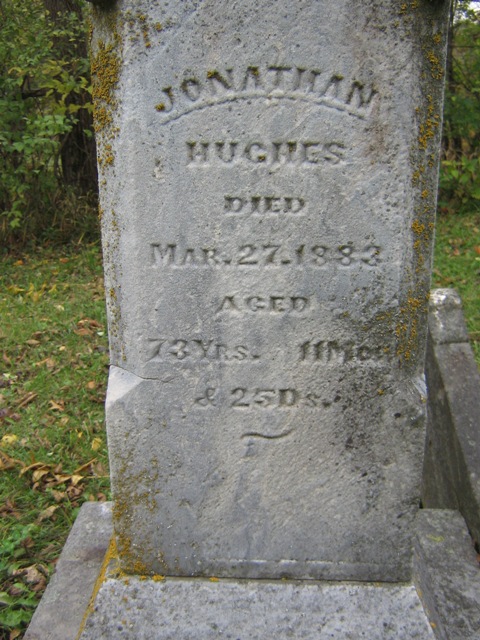 JONATHAN
HUGHES
DIED
MAR. 27. 1883
AGED
73 YRS. 11 Mos
& 25 Ds.